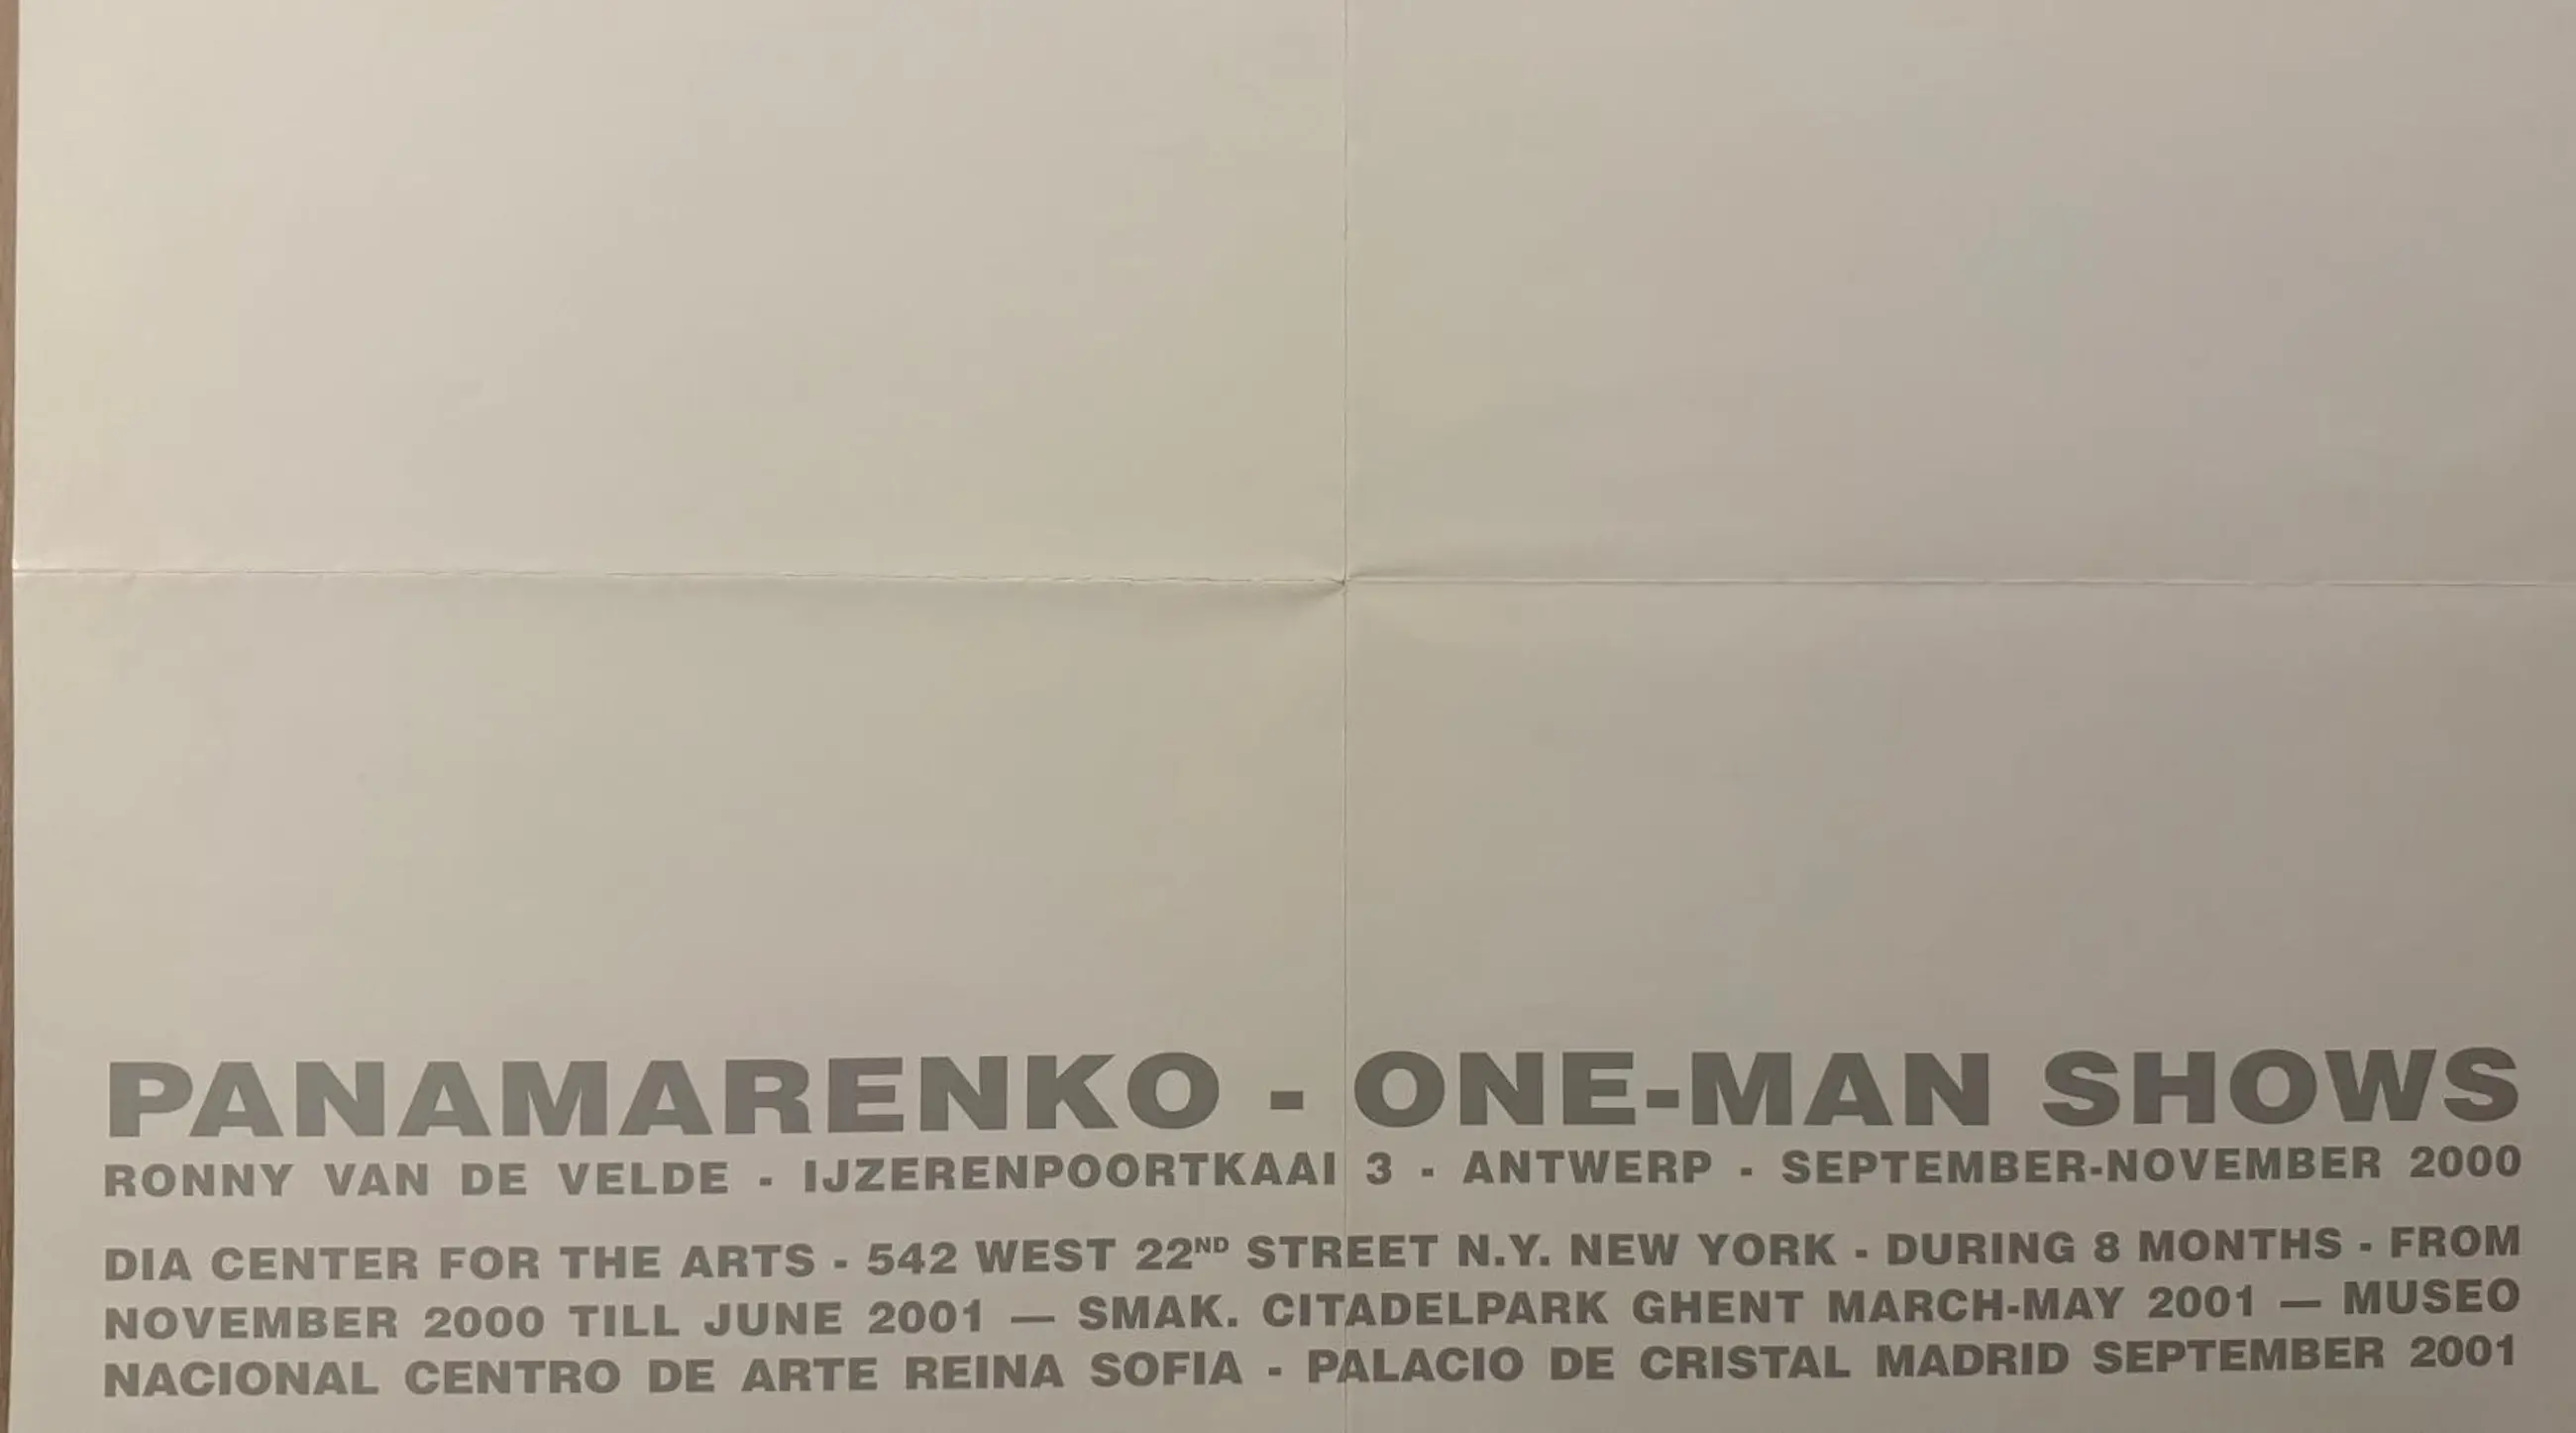 PANAMARENKO - ONE-MAN SHOWS
RONNY VAN DE VELDE - IJZERENPOORTKAAI 3 - ANTWERP - SEPTEMBER-NOVEMBER 2000
DIA CENTER FOR THE ARTS - 542 WEST 22ND STREET N.Y. NEW YORK - DURING 8 MONTHS - FROM
NOVEMBER 2000 TILL JUNE 2001 — SMAK. CITADELPARK GHENT MARCH-MAY 2001 — MUSEO
NACIONAL CENTRO DE ARTE REINA SOFIA - PALACIO DE CRISTAL MADRID SEPTEMBER 2001